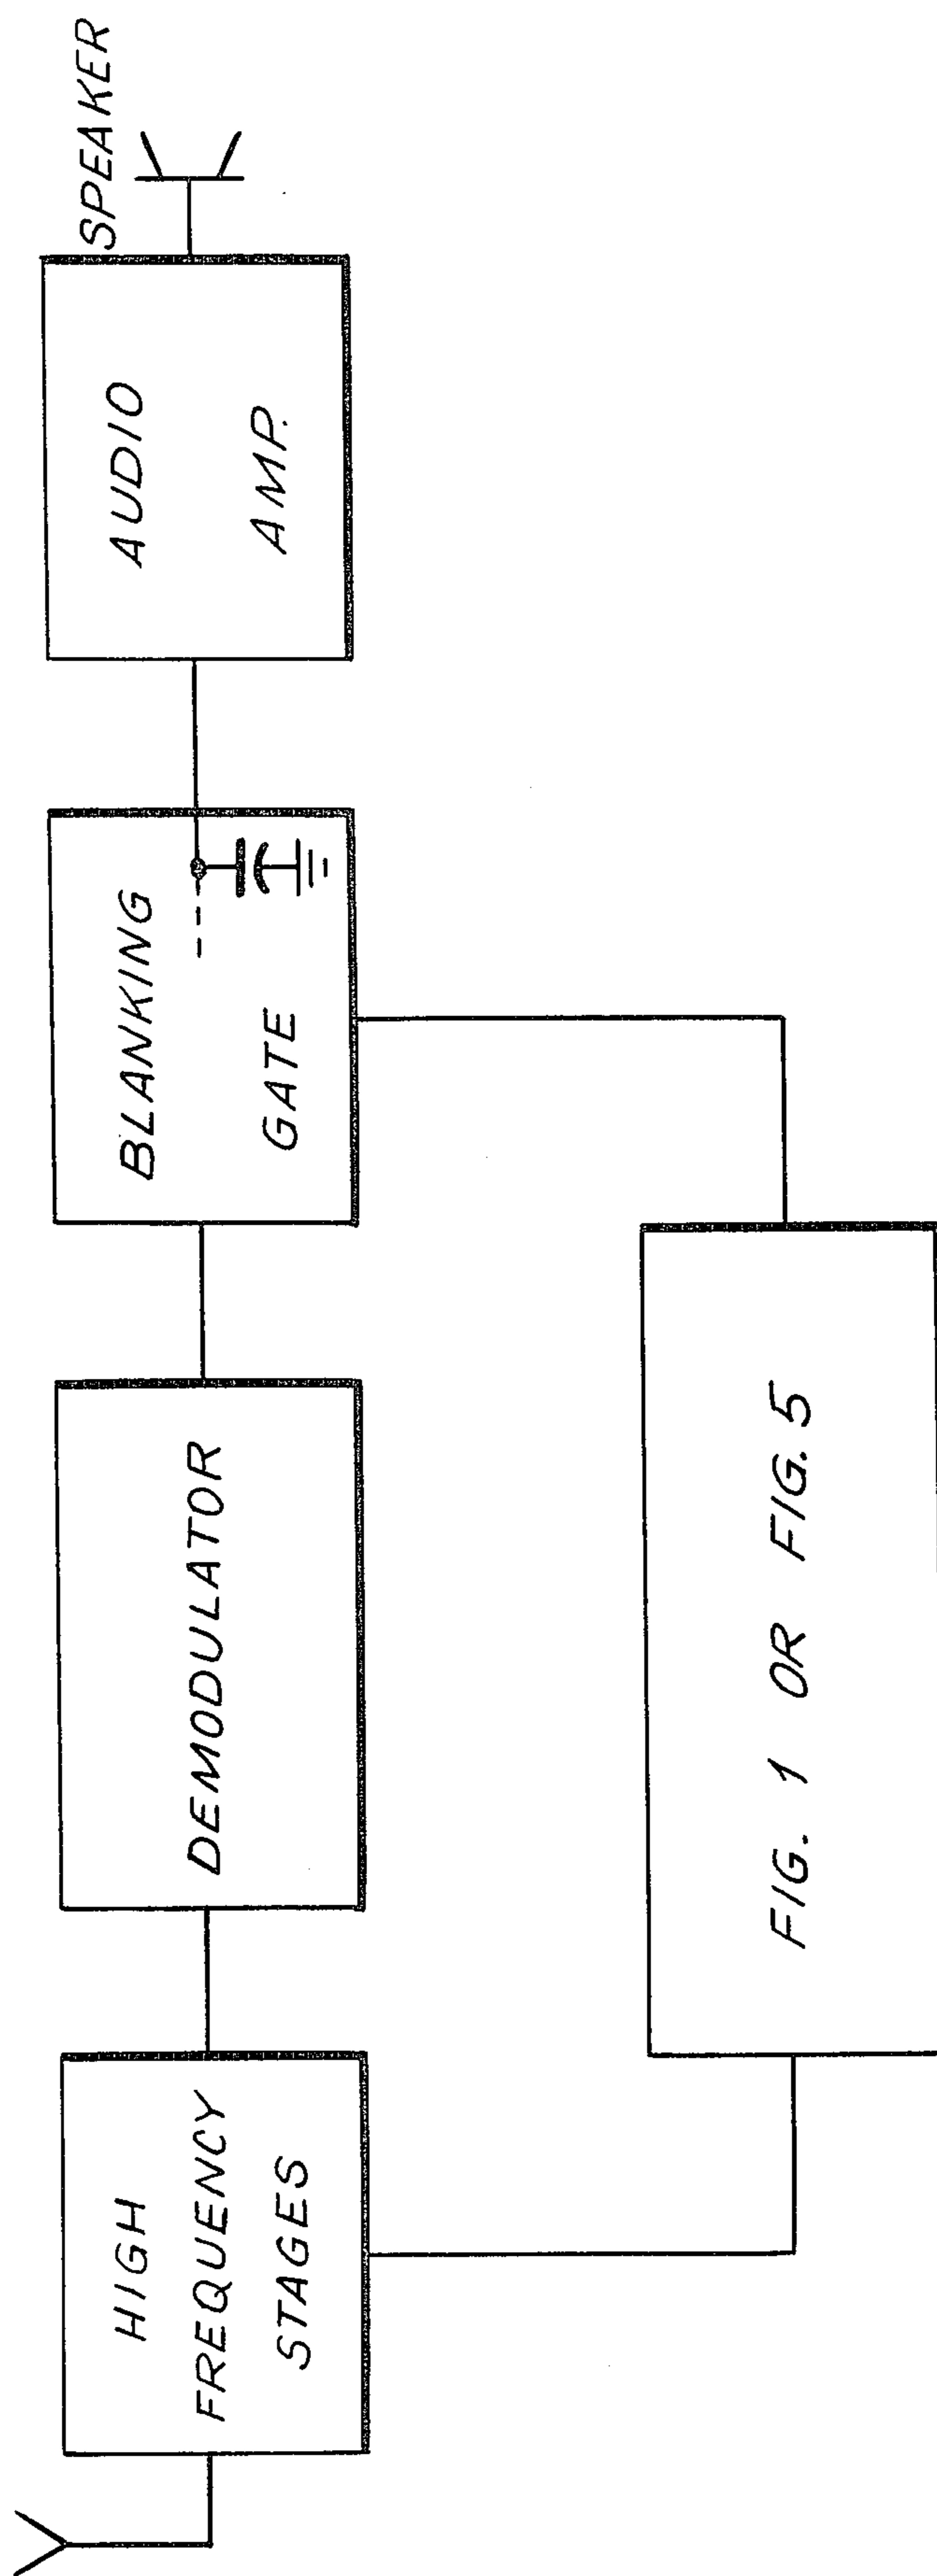 HIGH
FREQUENCY
STAGES
DEMODULATOR
BLANKING
GATE
AUDIO
AMP.
SPEAKER
FIG. 1 OR FIG. 5